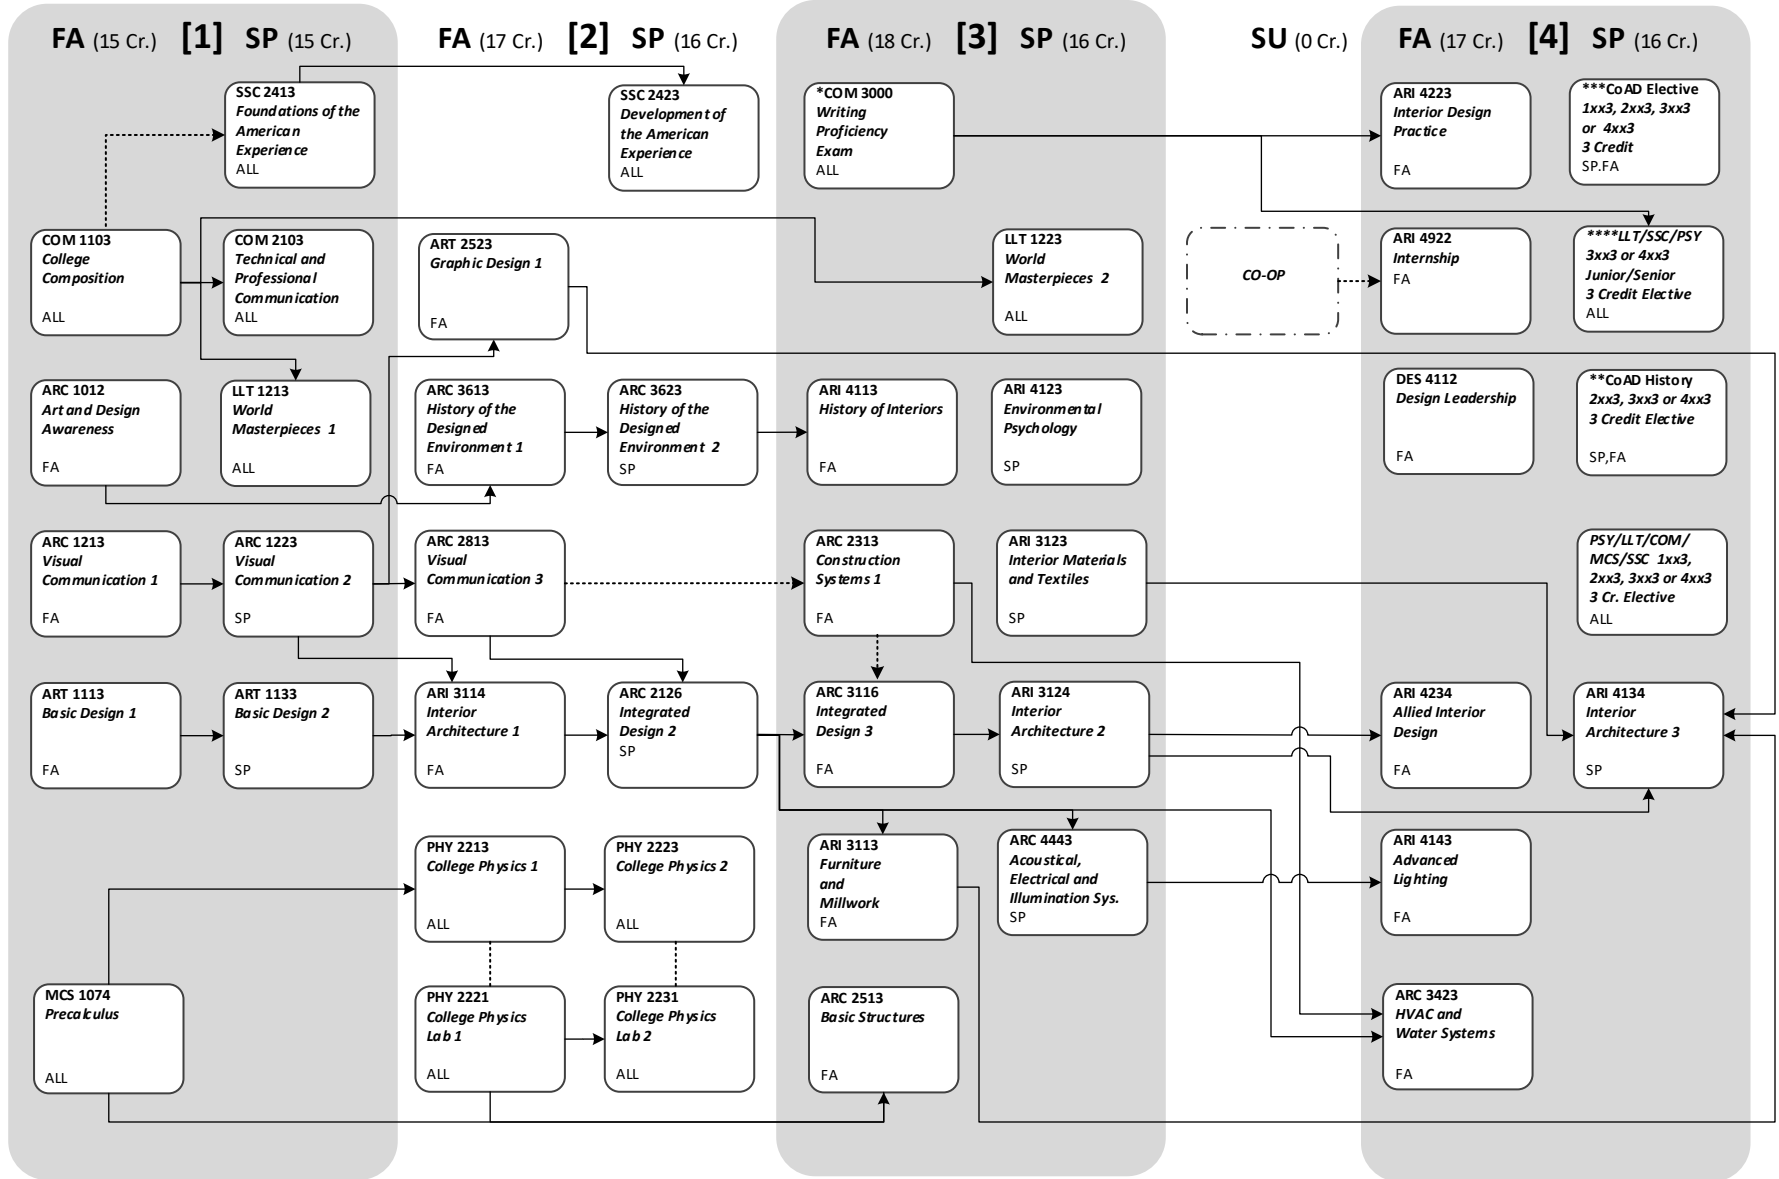 FA (15 Cr.) [1] SP (15 Cr.)
FA (17 Cr.) [2] SP (16 Cr.)
FA (18 Cr.) [3] SP (16 Cr.)
SU (0 Cr.)
FA (17 Cr.) [4] SP (16 Cr.)
SSC 2413
Foundations of the
American
Experience
ALL
SSC 2423
Development of
the American
Experience
ALL
*COM 3000
Writing
Proficiency
Exam
ALL
ARI 4223
Interior Design
Practice
FA
***CoAD Elective
1xx3, 2xx3, 3xx3
or 4xx3
3 Credit
SP.FA
COM 1103
College
Composition
ALL
COM 2103
Technical and
Professional
Communication
ALL
ART 2523
Graphic Design 1
FA
LLT 1223
World
Masterpieces 2
ALL
CO-OP
ARI 4922
Internship
FA
****LLT/SSC/PSY
3xx3 or 4xx3
Junior/Senior
3 Credit Elective
ALL
ARC 1012
Art and Design
Awareness
FA
LLT 1213
World
Masterpieces 1
ALL
ARC 3613
History of the
Designed
Environment 1
FA
ARC 3623
History of the
Designed
Environment 2
SP
ARI 4113
History of Interiors
FA
ARI 4123
Environmental
Psychology
SP
DES 4112
Design Leadership
FA
**CoAD History
2xx3, 3xx3 or 4xx3
3 Credit Elective
SP,FA
ARC 1213
Visual
Communication 1
FA
ARC 1223
Visual
Communication 2
SP
ARC 2813
Visual
Communication 3
FA
ARC 2313
Construction
Systems 1
FA
ARI 3123
Interior Materials
and Textiles
SP
PSY/LLT/COM/
MCS/SSC 1xx3,
2xx3, 3xx3 or 4xx3
3 Cr. Elective
ALL
ART 1113
Basic Design 1
FA
ART 1133
Basic Design 2
SP
ARI 3114
Interior
Architecture 1
FA
ARC 2126
Integrated
Design 2
SP
ARC 3116
Integrated
Design 3
FA
ARI 3124
Interior
Architecture 2
SP
ARI 4234
Allied Interior
Design
FA
ARI 4134
Interior
Architecture 3
SP
PHY 2213
College Physics 1
ALL
PHY 2223
College Physics 2
ALL
ARI 3113
Furniture
and
Millwork
FA
ARC 4443
Acoustical,
Electrical and
Illumination Sys.
SP
ARI 4143
Advanced
Lighting
FA
MCS 1074
Precalculus
ALL
PHY 2221
College Physics
Lab 1
ALL
PHY 2231
College Physics
Lab 2
ALL
ARC 2513
Basic Structures
FA
ARC 3423
HVAC and
Water Systems
FA